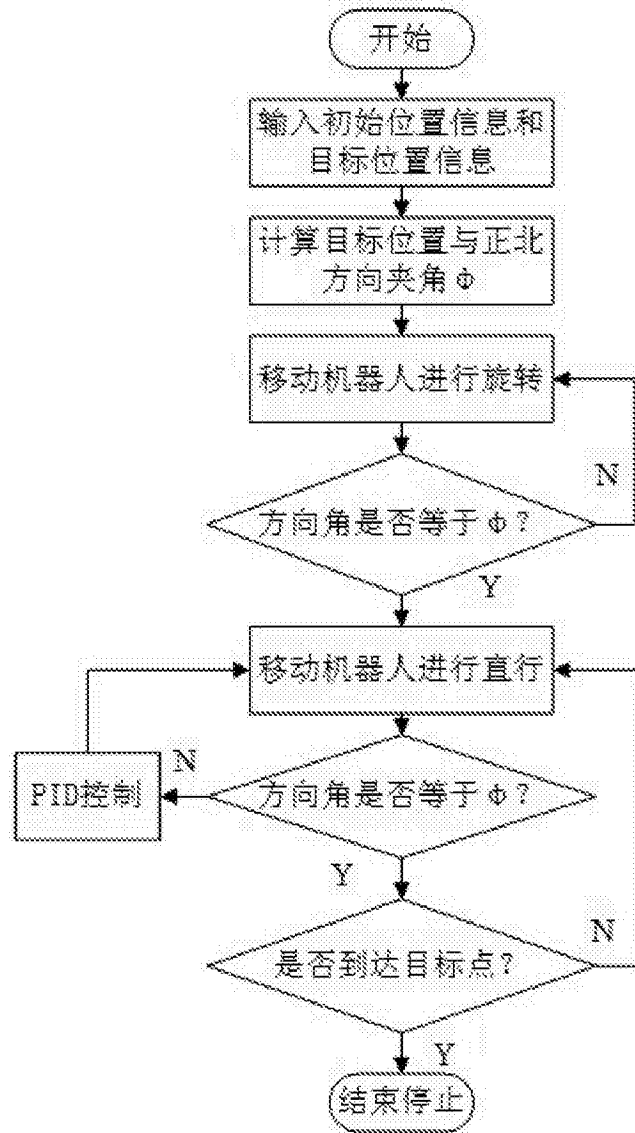 开始
输入初始位置信息和
目标位置信息
计算目标位置与正北
方向夹角Φ
移动机器人进行旋转
N
方向角是否等于Φ？
Y
移动机器人进行直行
PID控制
N
方向角是否等于Φ？
Y
是否到达目标点？
N
Y
结束停止